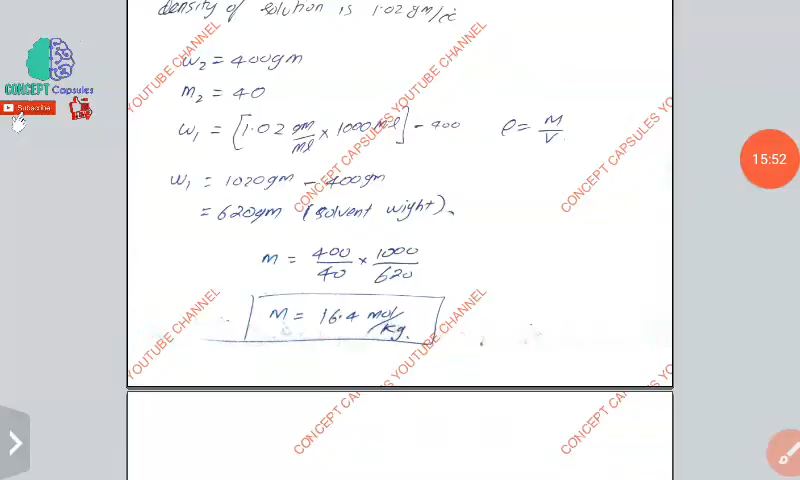 density of solution is 1.02 gm/cc
W2 = 400gm
M2 = 40
W1 = [1.02 gm/ml × 1000 ml] - 400
ρ = M/V
W1 = 1020gm - 400gm
= 620gm (solvent wight).
m = 400/40 × 1000/620
M = 16.4 mol/Kg.
CONCEPT Capsules
Subscribe
15:52
CONCEPT CAPSULES YOUTUBE CHANNEL